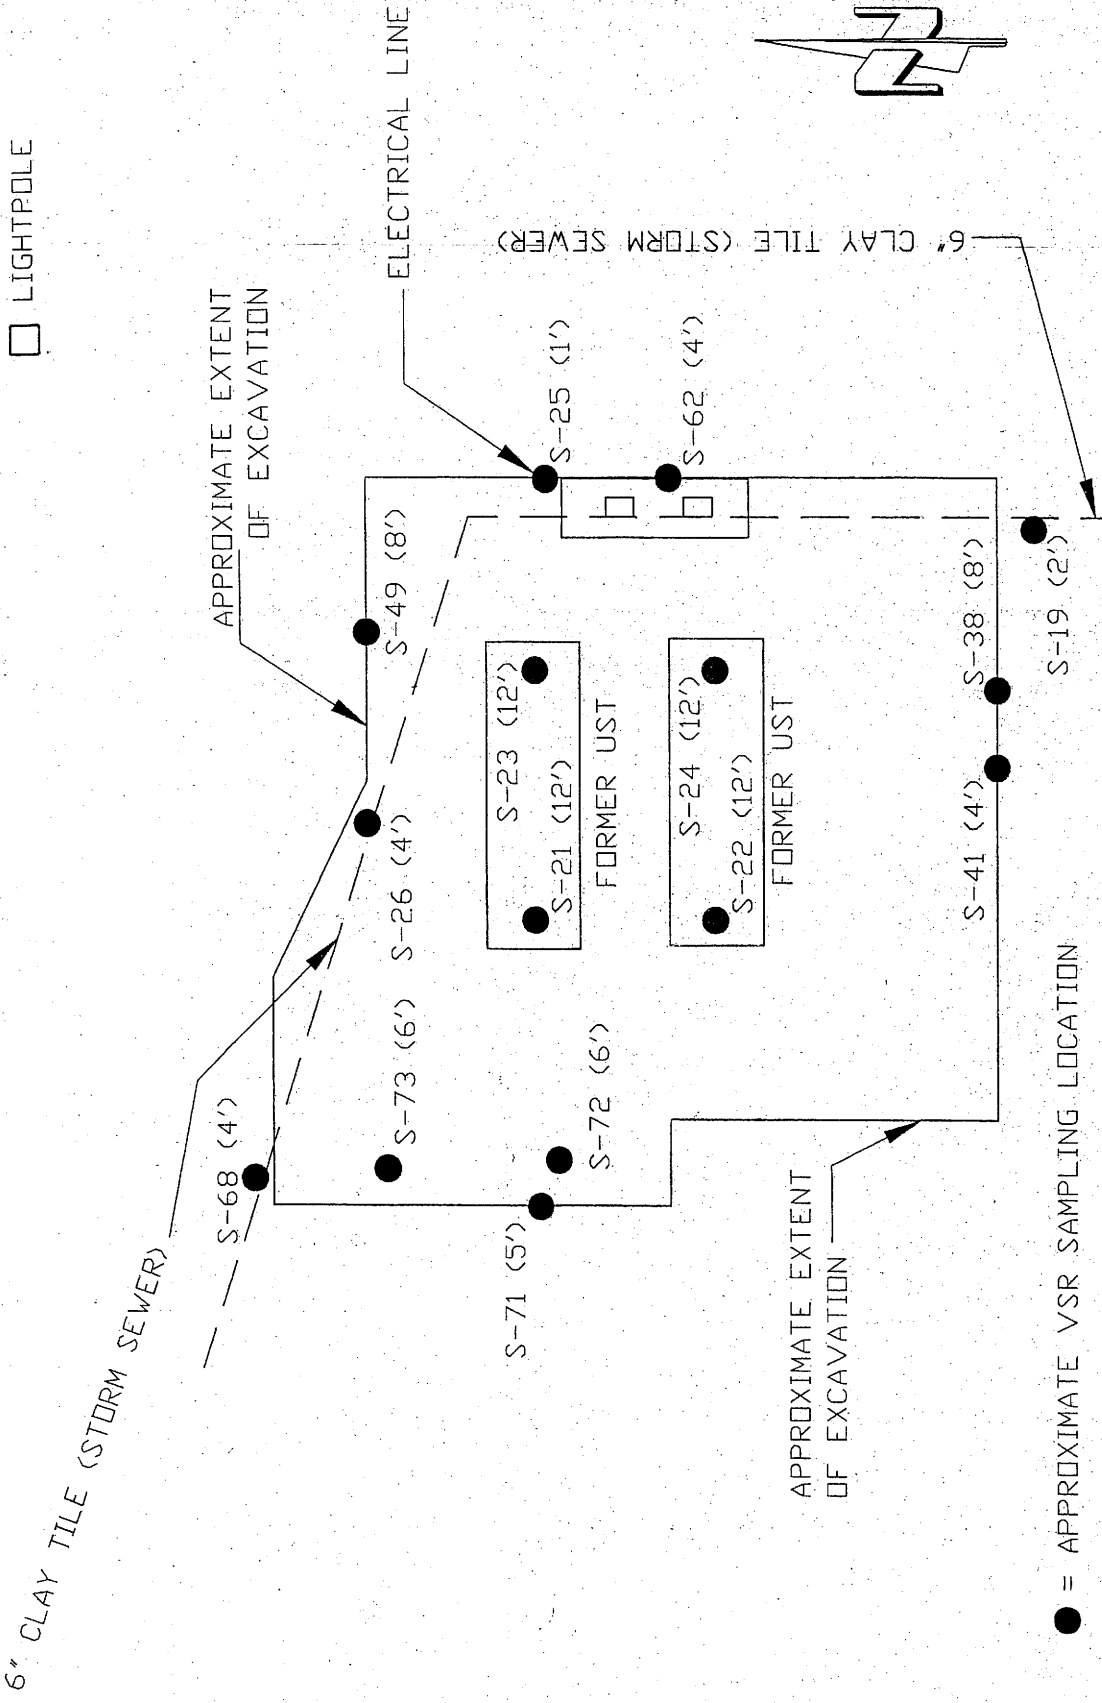 □ LIGHTPOLE
6" CLAY TILE (STORM SEWER)
APPROXIMATE EXTENT
OF EXCAVATION
ELECTRICAL LINE
6" CLAY TILE (STORM SEWER)
S-68 (4')
S-73 (6')
S-26 (4')
S-49 (8')
S-25 (1')
S-62 (4')
S-71 (5')
S-72 (6')
S-23 (12')
S-21 (12')
FORMER UST
S-24 (12')
S-22 (12')
FORMER UST
S-41 (4')
S-38 (8')
S-19 (2')
APPROXIMATE EXTENT
OF EXCAVATION
● = APPROXIMATE VSR SAMPLING LOCATION
N